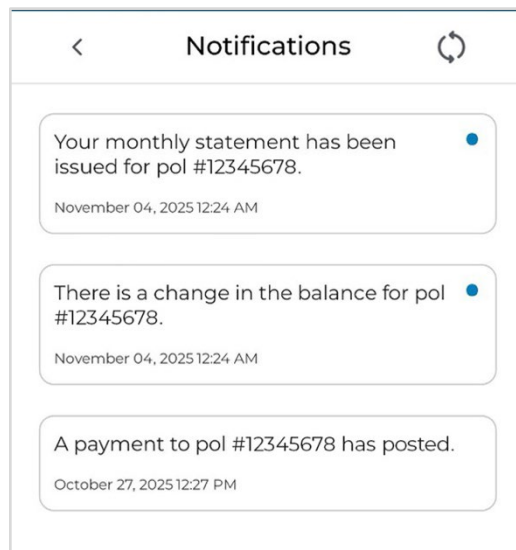 Notifications
Your monthly statement has been
issued for pol #12345678.
November 04, 2025 12:24 AM
There is a change in the balance for pol
#12345678.
November 04, 2025 12:24 AM
A payment to pol #12345678 has posted.
October 27, 2025 12:27 PM